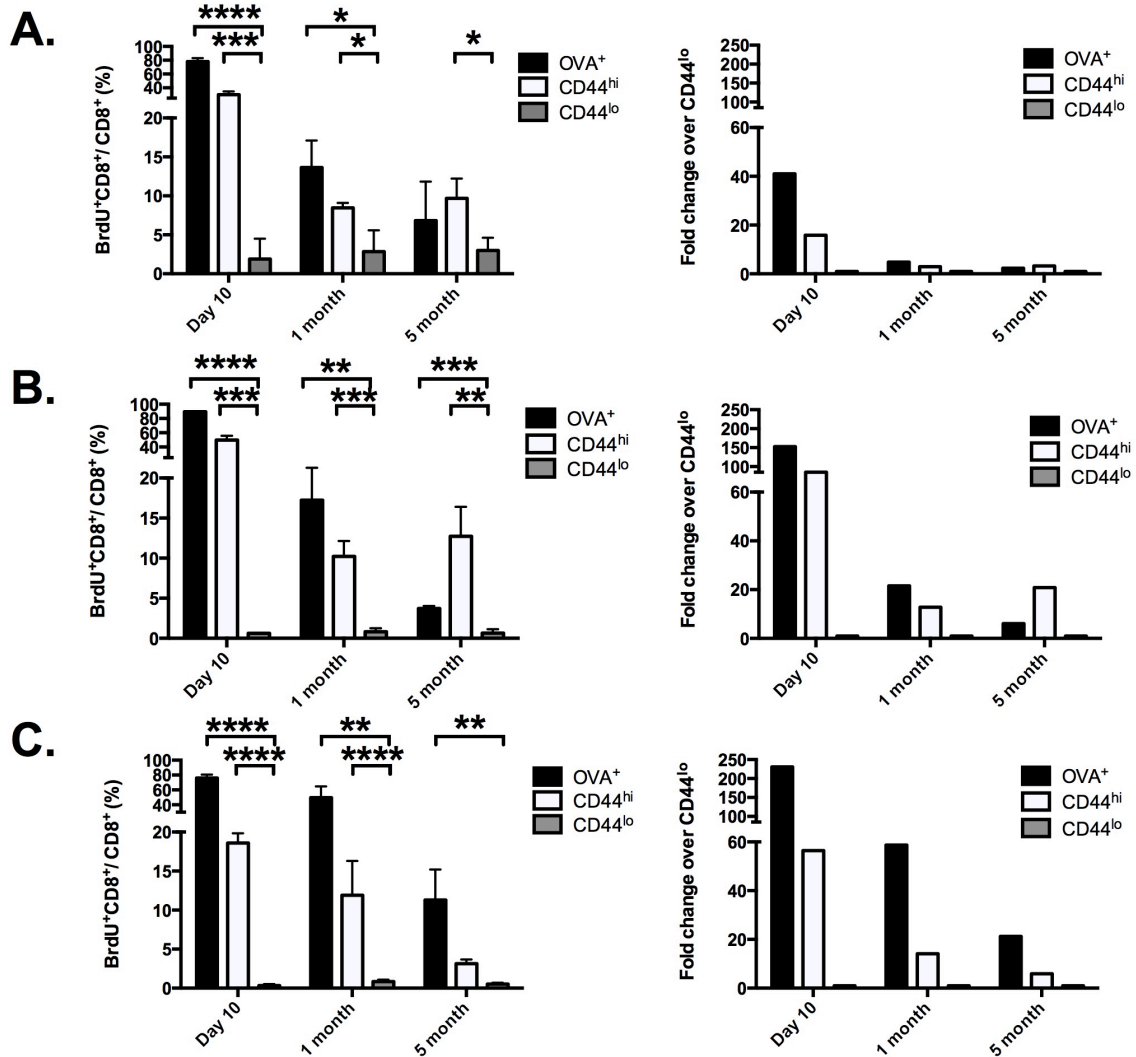 A.
**** * *
*** *
BrdU⁺CD8⁺/ CD8⁺ (%)
100
80
60
40
20
15
10
5
0
Day 10
1 month
5 month
OVA⁺
CD44ʰⁱ
CD44ˡᵒ
Fold change over CD44ˡᵒ
250
200
150
100
60
40
20
0
Day 10
1 month
5 month
OVA⁺
CD44ʰⁱ
CD44ˡᵒ
B.
**** ** ***
*** *** **
BrdU⁺CD8⁺/ CD8⁺ (%)
100
80
60
40
20
15
10
5
0
Day 10
1 month
5 month
OVA⁺
CD44ʰⁱ
CD44ˡᵒ
Fold change over CD44ˡᵒ
250
200
150
100
60
40
20
0
Day 10
1 month
5 month
OVA⁺
CD44ʰⁱ
CD44ˡᵒ
C.
**** ** **
**** ****
BrdU⁺CD8⁺/ CD8⁺ (%)
100
80
60
40
20
15
10
5
0
Day 10
1 month
5 month
OVA⁺
CD44ʰⁱ
CD44ˡᵒ
Fold change over CD44ˡᵒ
250
200
150
100
60
40
20
0
Day 10
1 month
5 month
OVA⁺
CD44ʰⁱ
CD44ˡᵒ